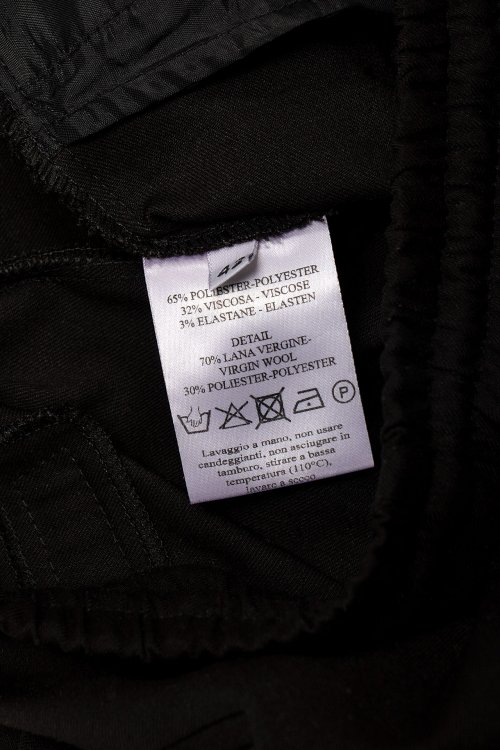 42
65% POLIESTER-POLYESTER
32% VISCOSA - VISCOSE
3% ELASTANE - ELASTEN
DETAIL
70% LANA VERGINE-
VIRGIN WOOL
30% POLIESTER-POLYESTER
P
Lavaggio a mano, non usare
candeggianti, non asciugare in
tamburo, stirare a bassa
temperatura (110°C),
lavare a secco